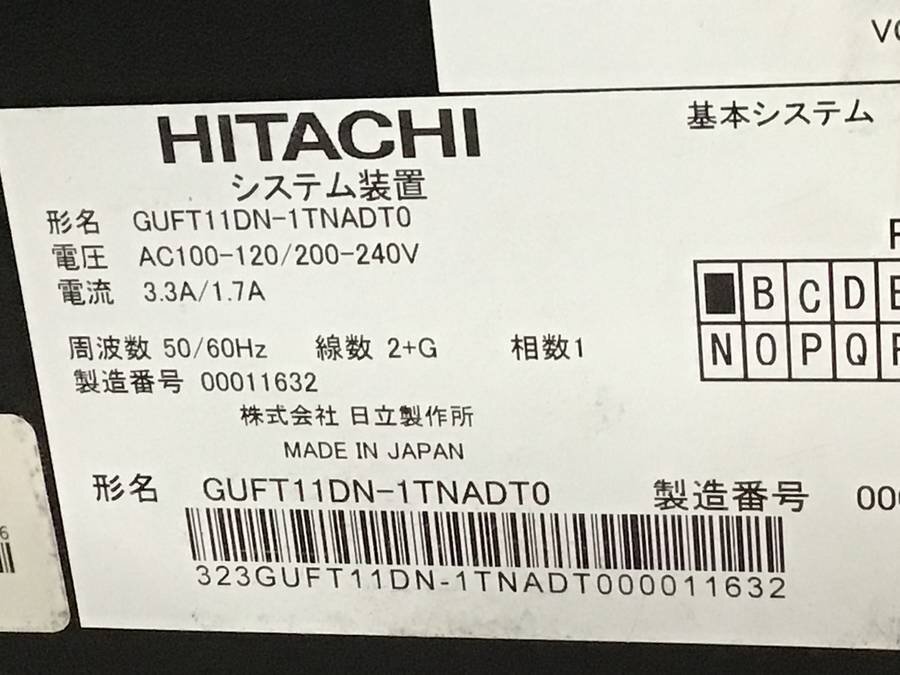 VC
HITACHI
基本システム
システム装置
形名 GUFT11DN-1TNADT0
電圧 AC100-120/200-240V
電流 3.3A/1.7A
B C D E
N O P Q
周波数 50/60Hz 線数 2+G 相数1
製造番号 00011632
株式会社 日立製作所
MADE IN JAPAN
形名 GUFT11DN-1TNADT0 製造番号 000
323GUFT11DN-1TNADT000011632
6